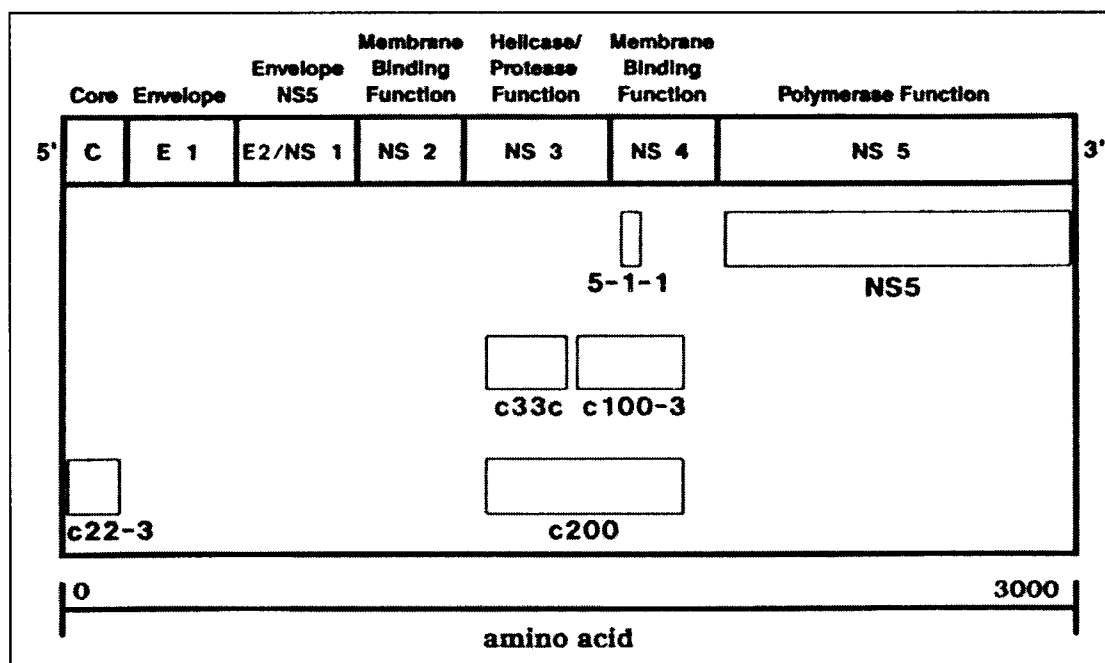 Membrane Helicase/ Membrane
Envelope Binding Protease Binding
Core Envelope NS5 Function Function Function Polymerase Function
5' C E 1 E2/NS 1 NS 2 NS 3 NS 4 NS 5 3'
5-1-1 NS5
c33c c100-3
c22-3 c200
0 3000
amino acid